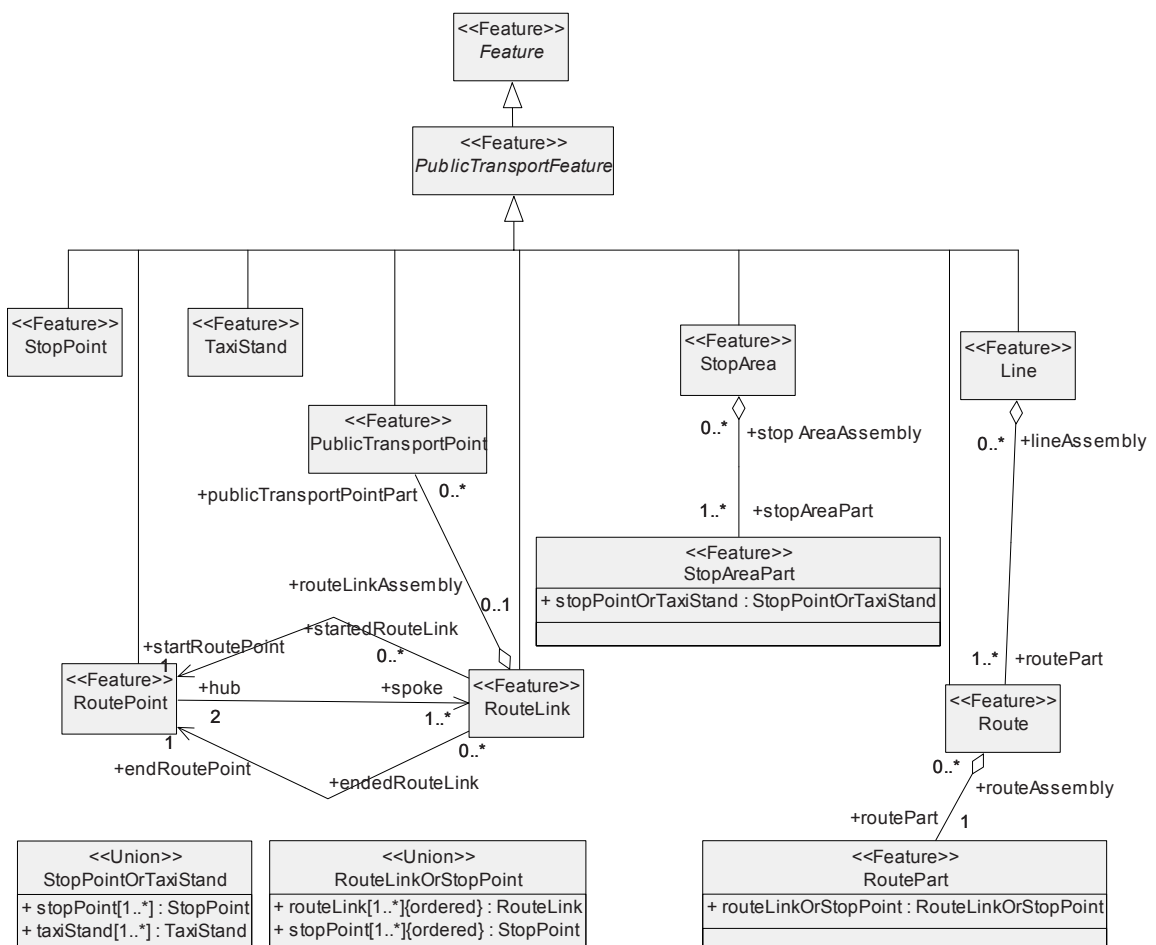 <<Feature>>
Feature
<<Feature>>
PublicTransportFeature
<<Feature>>
StopPoint
<<Feature>>
TaxiStand
<<Feature>>
StopArea
<<Feature>>
Line
<<Feature>>
PublicTransportPoint
0..*
+stop AreaAssembly
0..*
+lineAssembly
+publicTransportPointPart
0..*
1..*
+stopAreaPart
<<Feature>>
StopAreaPart
+ stopPointOrTaxiStand : StopPointOrTaxiStand
+routeLinkAssembly
0..1
+startedRouteLink
0..*
+startRoutePoint
1
1..*
+routePart
<<Feature>>
RoutePoint
+hub
2
+spoke
1..*
<<Feature>>
RouteLink
<<Feature>>
Route
1
+endRoutePoint
0..*
+endedRouteLink
0..*
+routeAssembly
+routePart
1
<<Union>>
StopPointOrTaxiStand
+ stopPoint[1..*] : StopPoint
+ taxiStand[1..*] : TaxiStand
<<Union>>
RouteLinkOrStopPoint
+ routeLink[1..*]{ordered} : RouteLink
+ stopPoint[1..*]{ordered} : StopPoint
<<Feature>>
RoutePart
+ routeLinkOrStopPoint : RouteLinkOrStopPoint